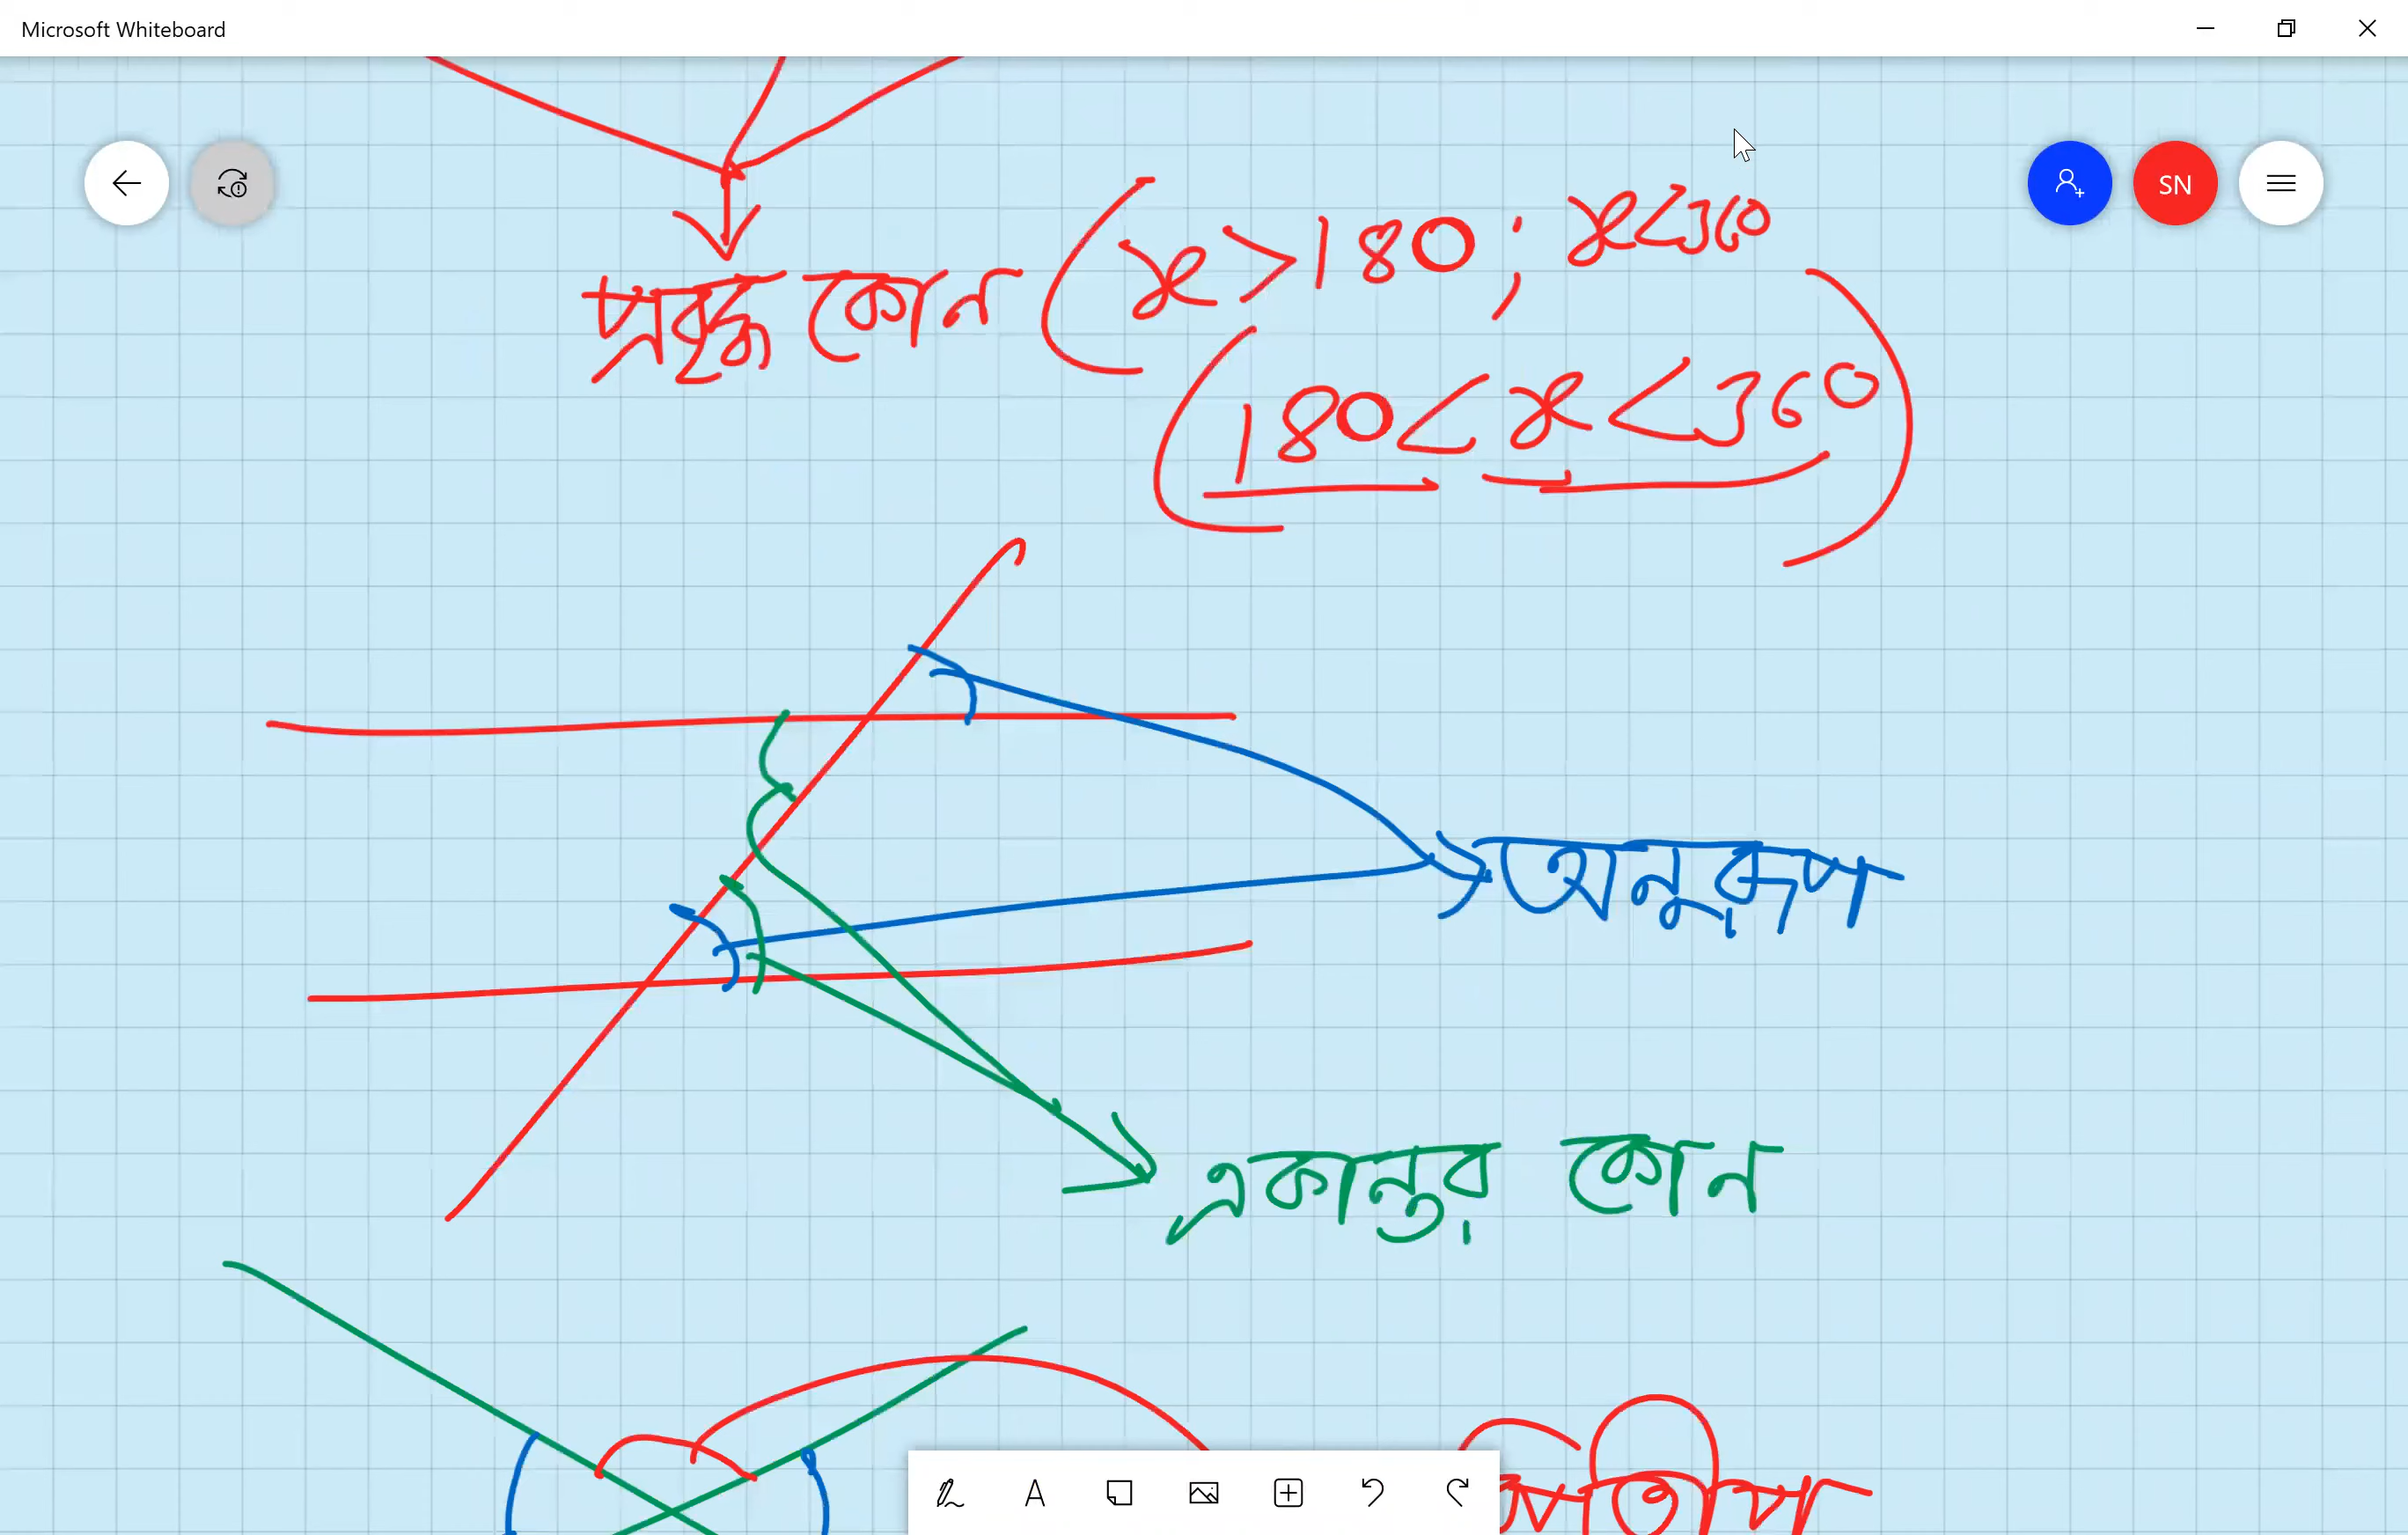 Microsoft Whiteboard
SN
প্রবৃদ্ধ কোন (x>180; x<360
(180<x<360)
অনুরূপ
একান্তর কোন